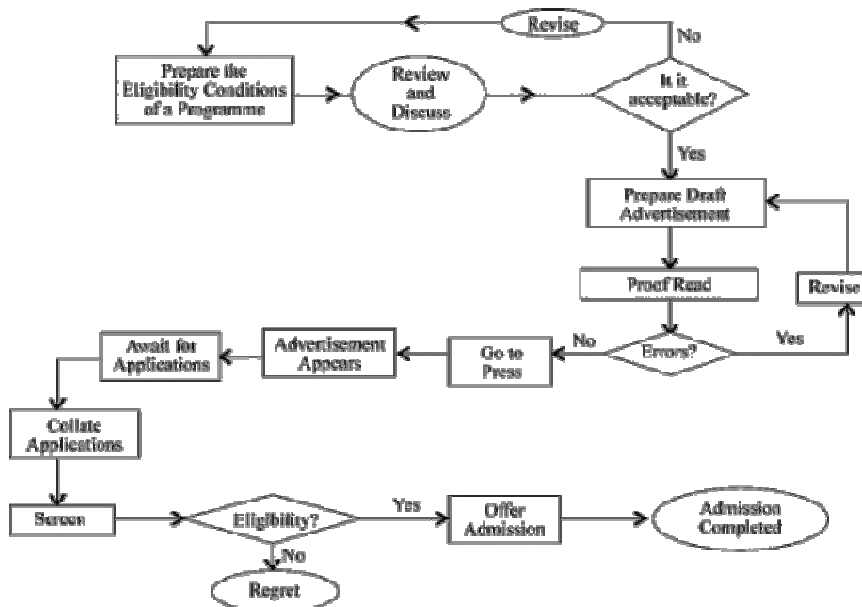 Revise
No
Prepare the
Eligibility Conditions
of a Programme
Review
and
Discuss
It it
acceptable?
Yes
Prepare Draft
Advertisement
Proof Read
Revise
Errors?
Yes
No
Go to
Press
Advertisement
Appears
Await for
Applications
Collate
Applications
Screen
Eligibility?
Yes
Offer
Admission
Admission
Completed
No
Regret